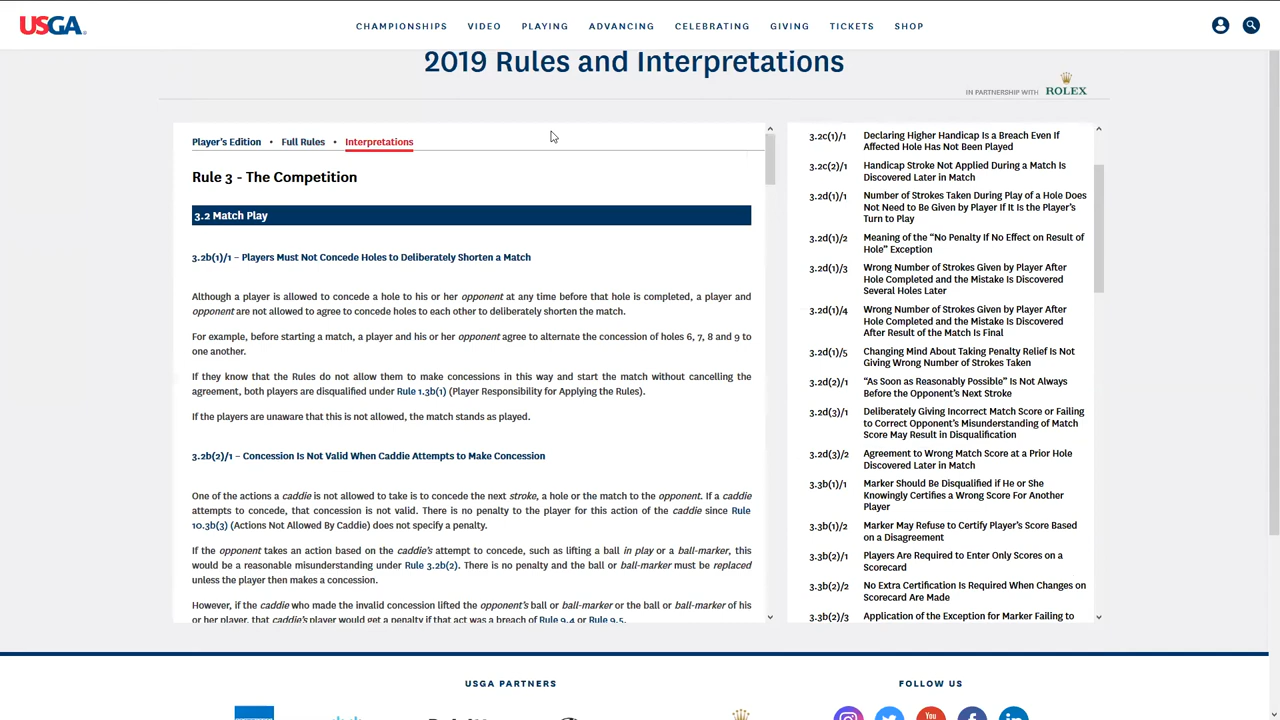 USGA
CHAMPIONSHIPS VIDEO PLAYING ADVANCING CELEBRATING GIVING TICKETS SHOP
2019 Rules and Interpretations
IN PARTNERSHIP WITH ROLEX
Player's Edition • Full Rules • Interpretations
Rule 3 - The Competition
3.2 Match Play
3.2b(1)/1 – Players Must Not Concede Holes to Deliberately Shorten a Match
Although a player is allowed to concede a hole to his or her opponent at any time before that hole is completed, a player and
opponent are not allowed to agree to concede holes to each other to deliberately shorten the match.
For example, before starting a match, a player and his or her opponent agree to alternate the concession of holes 6, 7, 8 and 9 to
one another.
If they know that the Rules do not allow them to make concessions in this way and start the match without cancelling the
agreement, both players are disqualified under Rule 1.3b(1) (Player Responsibility for Applying the Rules).
If the players are unaware that this is not allowed, the match stands as played.
3.2b(2)/1 – Concession Is Not Valid When Caddie Attempts to Make Concession
One of the actions a caddie is not allowed to take is to concede the next stroke, a hole or the match to the opponent. If a caddie
attempts to concede, that concession is not valid. There is no penalty to the player for this action of the caddie since Rule
10.3b(3) (Actions Not Allowed By Caddie) does not specify a penalty.
If the opponent takes an action based on the caddie's attempt to concede, such as lifting a ball in play or a ball-marker, this
would be a reasonable misunderstanding under Rule 3.2b(2). There is no penalty and the ball or ball-marker must be replaced
unless the player then makes a concession.
However, if the caddie who made the invalid concession lifted the opponent's ball or ball-marker or the ball or ball-marker of his
or her player, that caddie's player would get a penalty if that act was a breach of Rule 9.4 or Rule 9.5.
3.2c(1)/1 Declaring Higher Handicap Is a Breach Even If
Affected Hole Has Not Been Played
3.2c(2)/1 Handicap Stroke Not Applied During a Match Is
Discovered Later in Match
3.2d(1)/1 Number of Strokes Taken During Play of a Hole Does
Not Need to Be Given by Player If It Is the Player's
Turn to Play
3.2d(1)/2 Meaning of the “No Penalty If No Effect on Result of
Hole” Exception
3.2d(1)/3 Wrong Number of Strokes Given by Player After
Hole Completed and the Mistake Is Discovered
Several Holes Later
3.2d(1)/4 Wrong Number of Strokes Given by Player After
Hole Completed and the Mistake Is Discovered
After Result of the Match Is Final
3.2d(1)/5 Changing Mind About Taking Penalty Relief Is Not
Giving Wrong Number of Strokes Taken
3.2d(2)/1 “As Soon as Reasonably Possible” Is Not Always
Before the Opponent's Next Stroke
3.2d(3)/1 Deliberately Giving Incorrect Match Score or Failing
to Correct Opponent's Misunderstanding of Match
Score May Result in Disqualification
3.2d(3)/2 Agreement to Wrong Match Score at a Prior Hole
Discovered Later in Match
3.3b(1)/1 Marker Should Be Disqualified if He or She
Knowingly Certifies a Wrong Score For Another
Player
3.3b(1)/2 Marker May Refuse to Certify Player's Score Based
on a Disagreement
3.3b(2)/1 Players Are Required to Enter Only Scores on a
Scorecard
3.3b(2)/2 No Extra Certification Is Required When Changes on
Scorecard Are Made
3.3b(2)/3 Application of the Exception for Marker Failing to
USGA PARTNERS
FOLLOW US
You